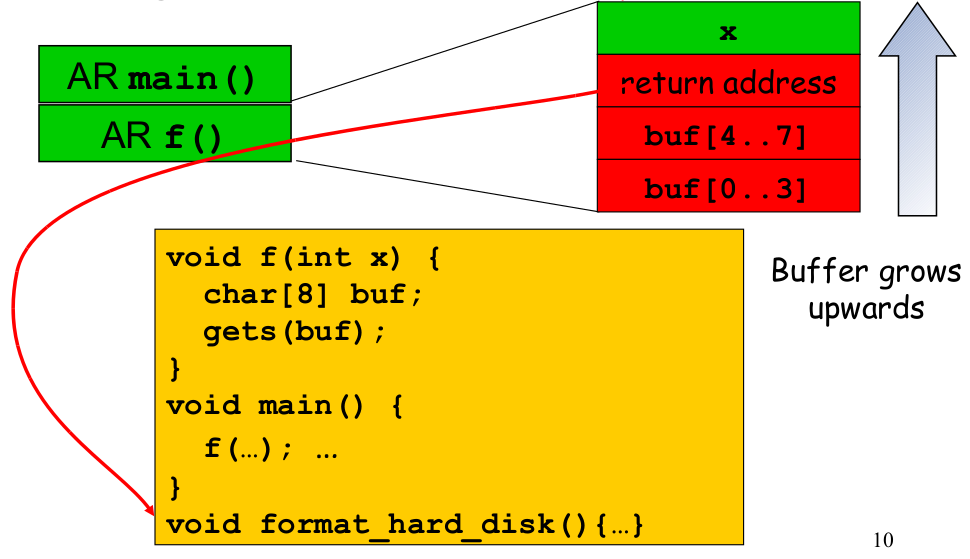 x
AR main()
return address
AR f()
buf[4..7]
buf[0..3]
void f(int x) {
char[8] buf;
gets(buf);
}
void main() {
f(…); …
}
void format_hard_disk(){…}
Buffer grows
upwards
10